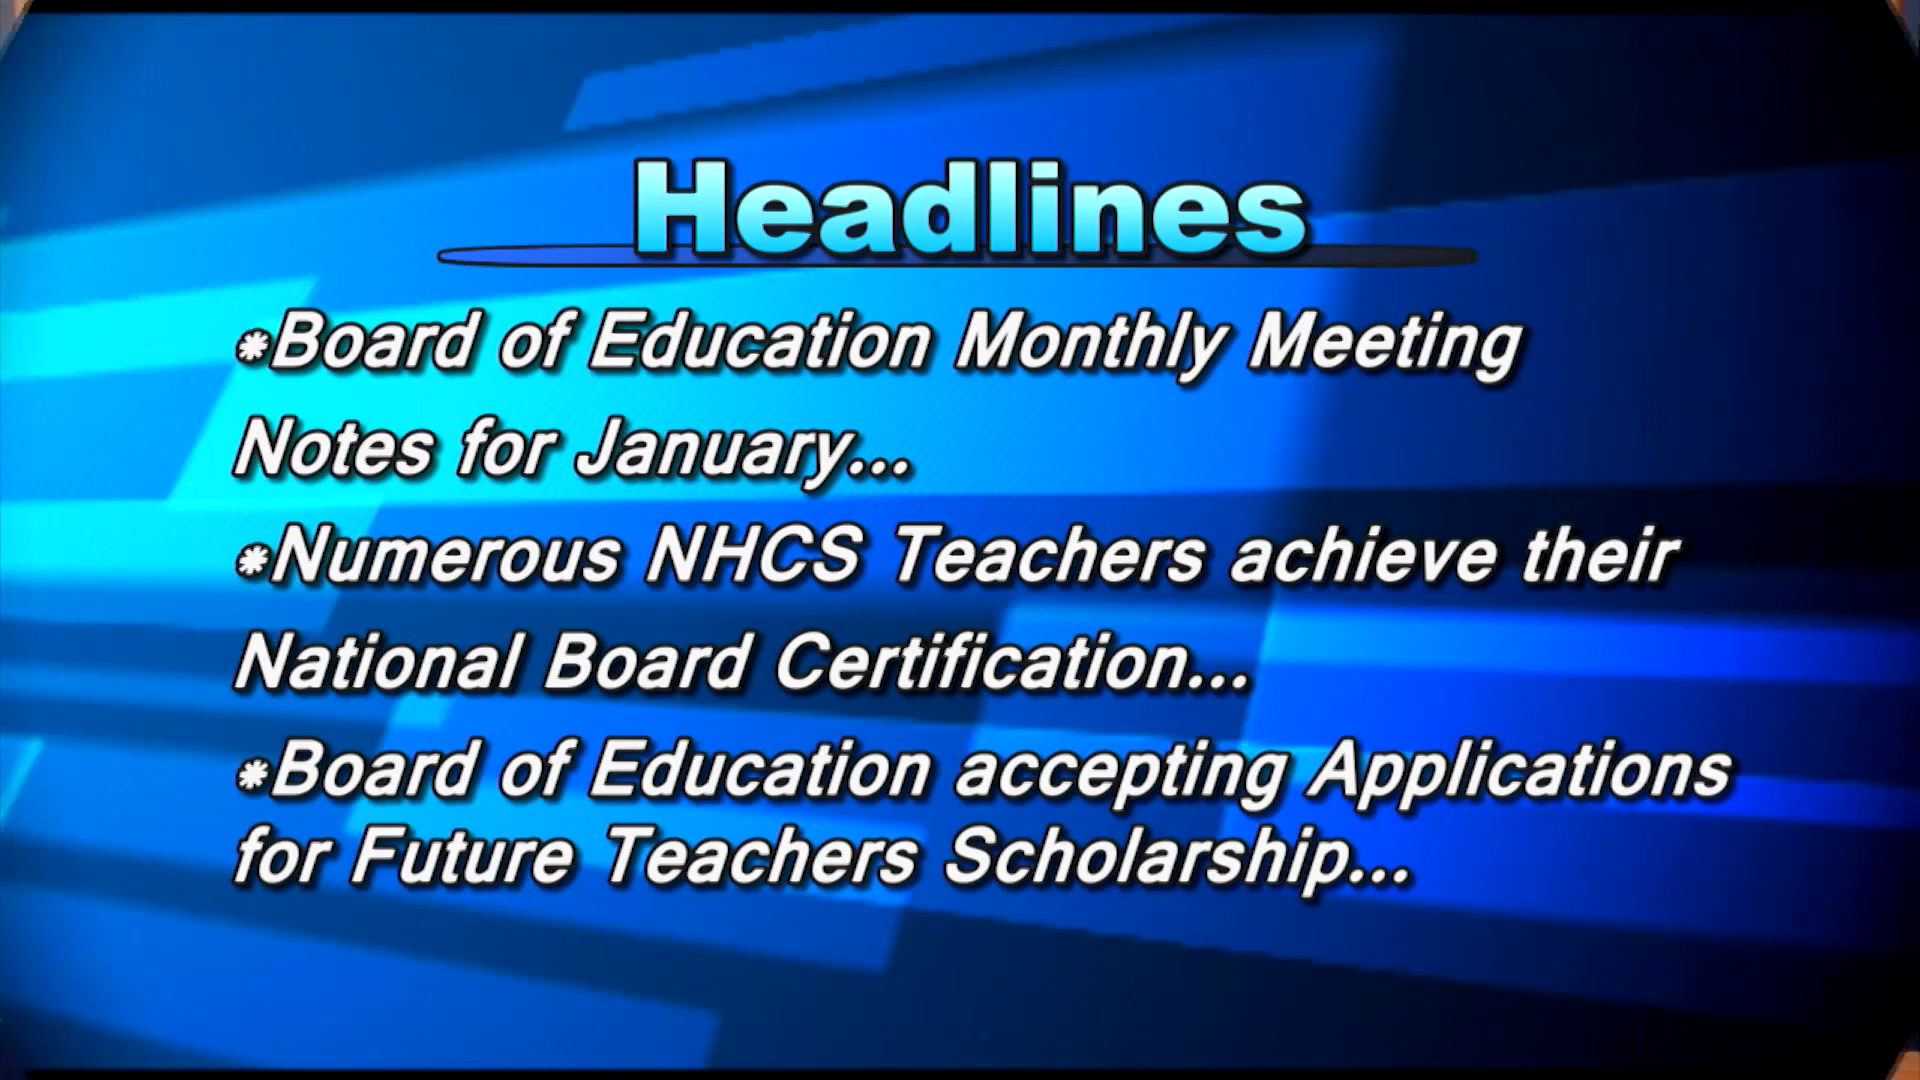 Headlines
*Board of Education Monthly Meeting
Notes for January...
*Numerous NHCS Teachers achieve their
National Board Certification...
*Board of Education accepting Applications
for Future Teachers Scholarship...